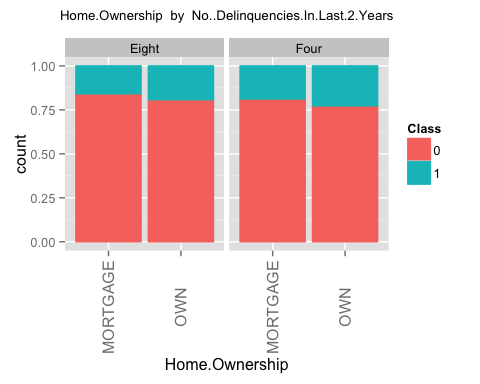 Home.Ownership by No..Delinquencies.In.Last.2.Years
Eight
Four
1.00
0.75
0.50
0.25
0.00
count
MORTGAGE
OWN
MORTGAGE
OWN
Home.Ownership
Class
0
1